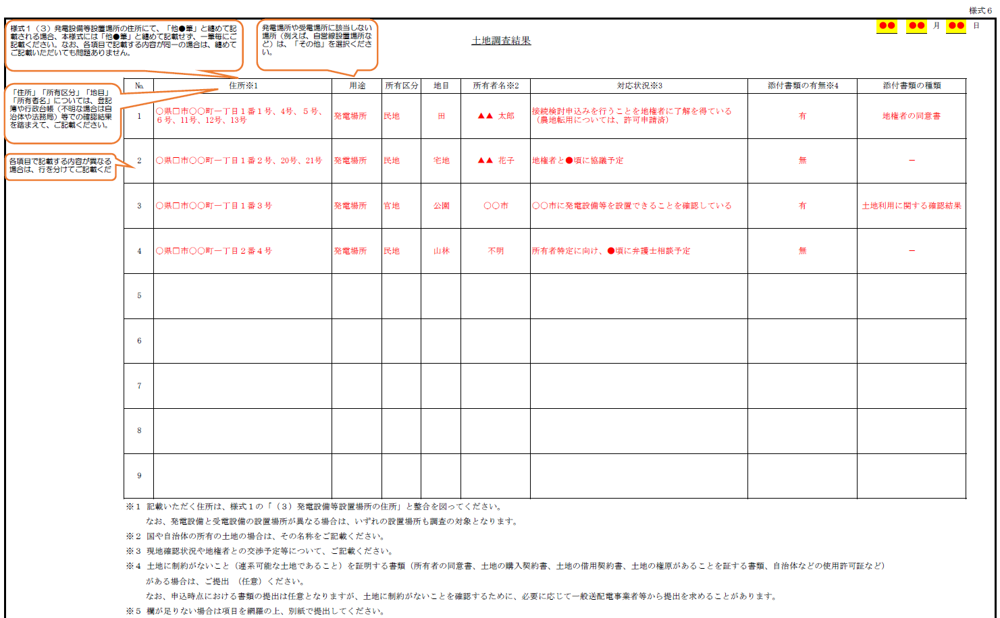 様式６
様式１（３）発電設備等設置場所の住所にて、「他●筆」と纏めて記
載される場合、本様式には「他●筆」と纏めて記載せず、一筆毎にご
記載ください。なお、各項目で記載する内容が同一の場合は、纏めて
ご記載いただいても問題ありません。
発電場所や受電場所に該当しない
場所（例えば、自営線設置場所な
ど）は、「その他」を選択くださ
い。
●● ●● 月 ●● 日
土地調査結果
「住所」「所有区分」「地目」
「所有者名」については、登記
簿や行政台帳（不明な場合は自
治体や法務局）等での確認結果
を踏まえて、ご記載ください。
各項目で記載する内容が異なる
場合は、行を分けてご記載くだ
№ 住所※1 用途 所有区分 地目 所有者名※2 対応状況※3 添付書類の有無※4 添付書類の種類
1 ○県□市○○町一丁目１番１号、4号、５号、
６号、11号、12号、13号 発電場所 民地 田 ▲▲ 太郎 接続検討申込みを行うことを地権者に了解を得ている
（農地転用については、許可申請済） 有 地権者の同意書
2 ○県□市○○町一丁目１番２号、20号、21号 発電場所 民地 宅地 ▲▲ 花子 地権者と●頃に協議予定 無 －
3 ○県□市○○町一丁目１番３号 発電場所 官地 公園 ○○市 ○○市に発電設備等を設置できることを確認している 有 土地利用に関する確認結果
4 ○県□市○○町一丁目２番４号 発電場所 民地 山林 不明 所有者特定に向け、●頃に弁護士相談予定 無 －
5
6
7
8
9
※１ 記載いただく住所は、様式１の「（３）発電設備等設置場所の住所」と整合を図ってください。
なお、発電設備と受電設備の設置場所が異なる場合は、いずれの設置場所も調査の対象となります。
※２ 国や自治体の所有の土地の場合は、その名称をご記載ください。
※３ 現地確認状況や地権者との交渉予定等について、ご記載ください。
※４ 土地に制約がないこと（連系可能な土地であること）を証明する書類（所有者の同意書、土地の購入契約書、土地の借用契約書、土地の権原があることを証する書類、自治体などの使用許可証など）
がある場合は、ご提出 （任意）ください。
なお、申込時点における書類の提出は任意となりますが、土地に制約がないことを確認するために、必要に応じて一般送配電事業者等から提出を求めることがあります。
※５ 欄が足りない場合は項目を網羅の上、別紙で提出してください。